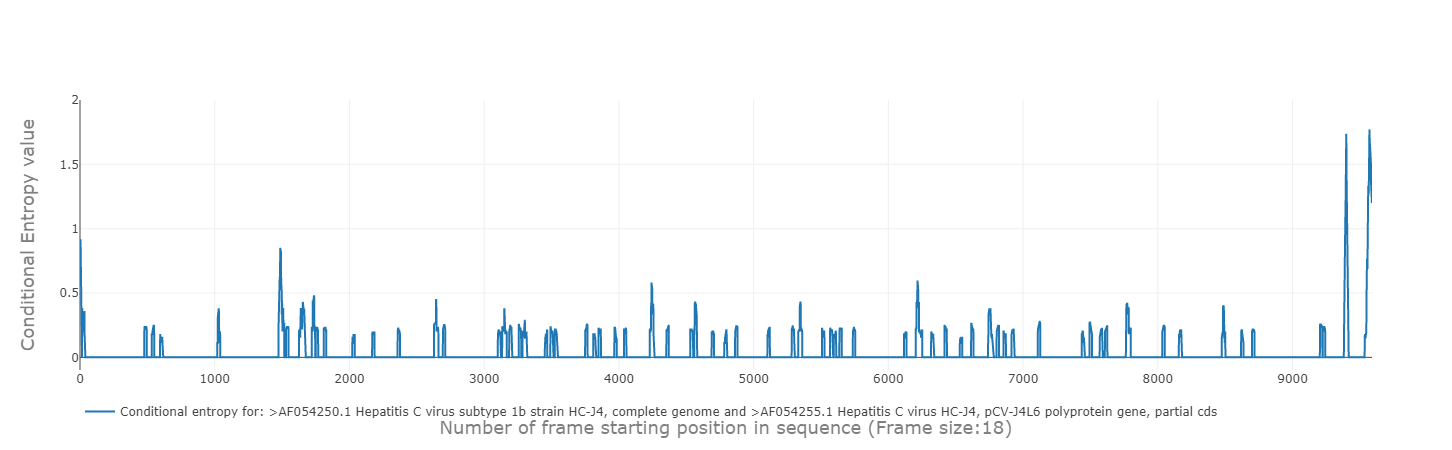 Conditional Entropy value
2
1.5
1
0.5
0
0 1000 2000 3000 4000 5000 6000 7000 8000 9000
Conditional entropy for: >AF054250.1 Hepatitis C virus subtype 1b strain HC-J4, complete genome and >AF054255.1 Hepatitis C virus HC-J4, pCV-J4L6 polyprotein gene, partial cds
Number of frame starting position in sequence (Frame size:18)